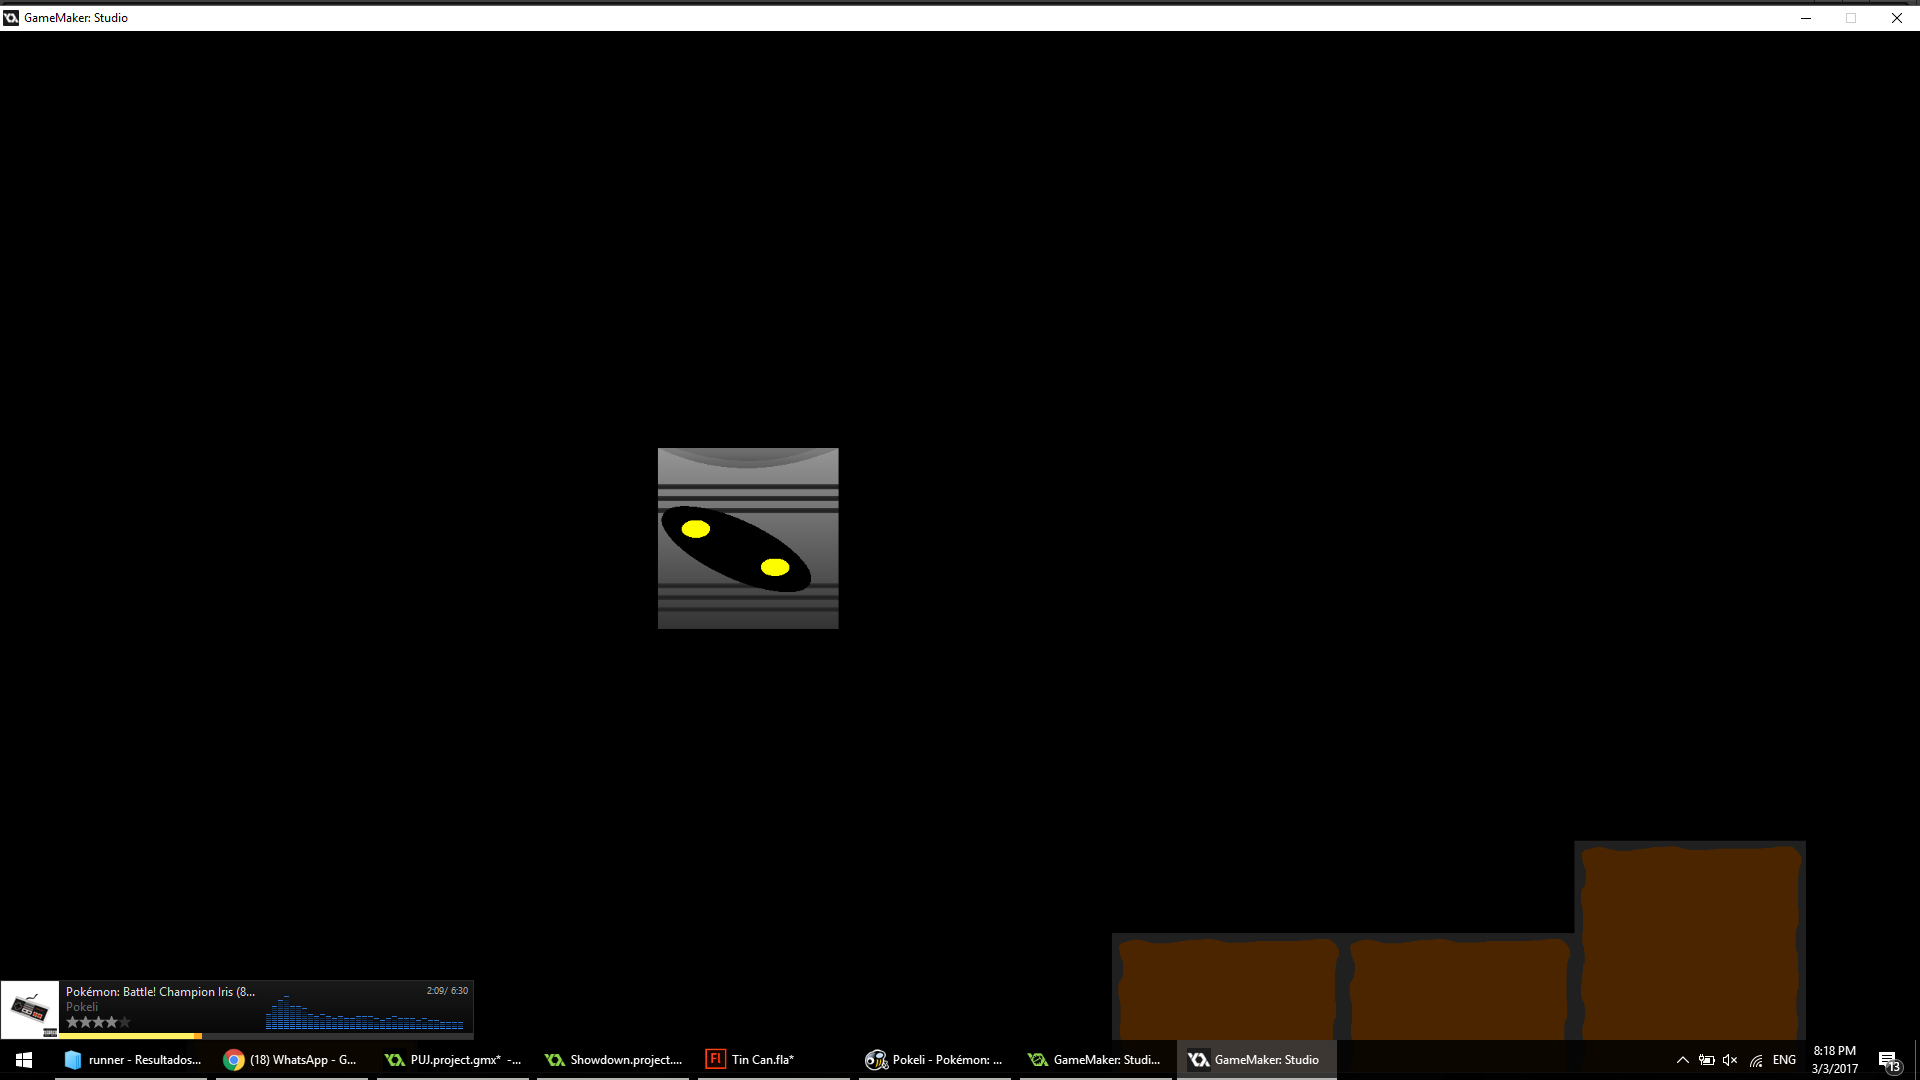 GameMaker: Studio
Pokémon: Battle! Champion Iris (8...
2:09/ 6:30
Pokeli
runner - Resultados...
(18) WhatsApp - G...
PUJ.project.gmx* -...
Showdown.project....
Fl
Tin Can.fla*
Pokeli - Pokémon: ...
GameMaker: Studi...
GameMaker: Studio
ENG
8:18 PM
3/3/2017
13